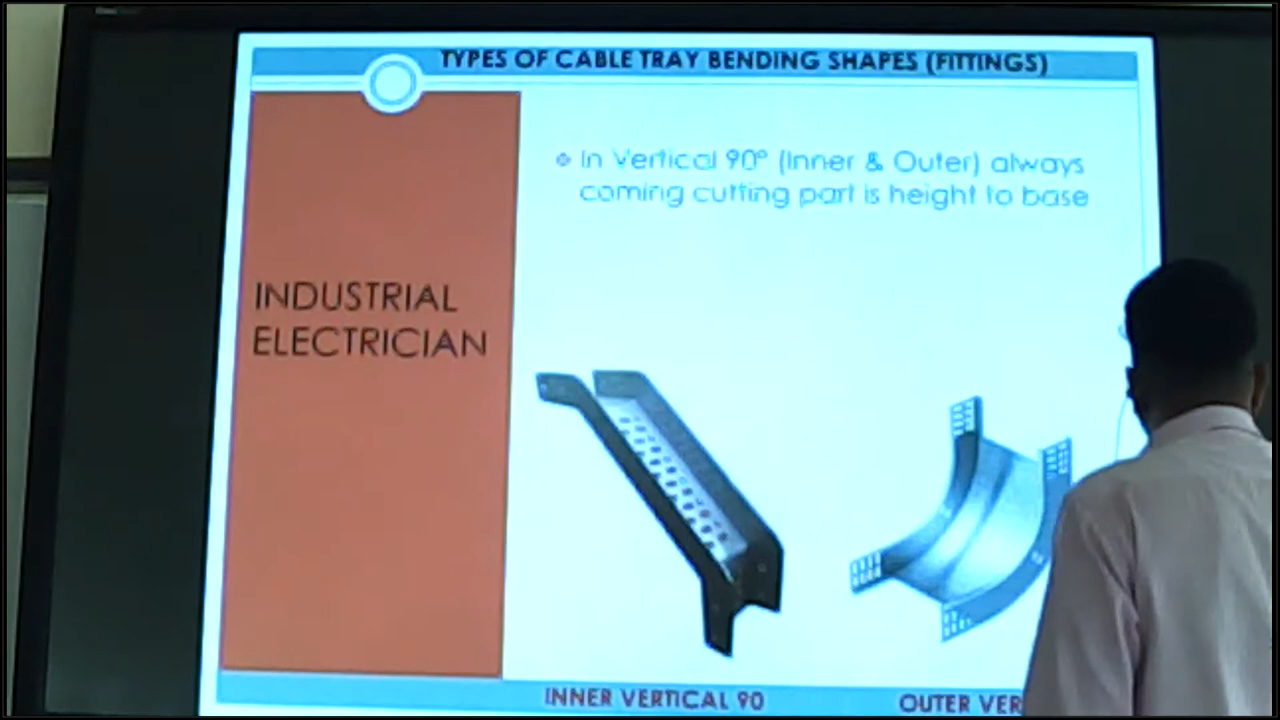 TYPES OF CABLE TRAY BENDING SHAPES (FITTINGS)
In Vertical 90° (Inner & Outer) always
coming cutting part is height to base
INDUSTRIAL
ELECTRICIAN
INNER VERTICAL 90
OUTER VER